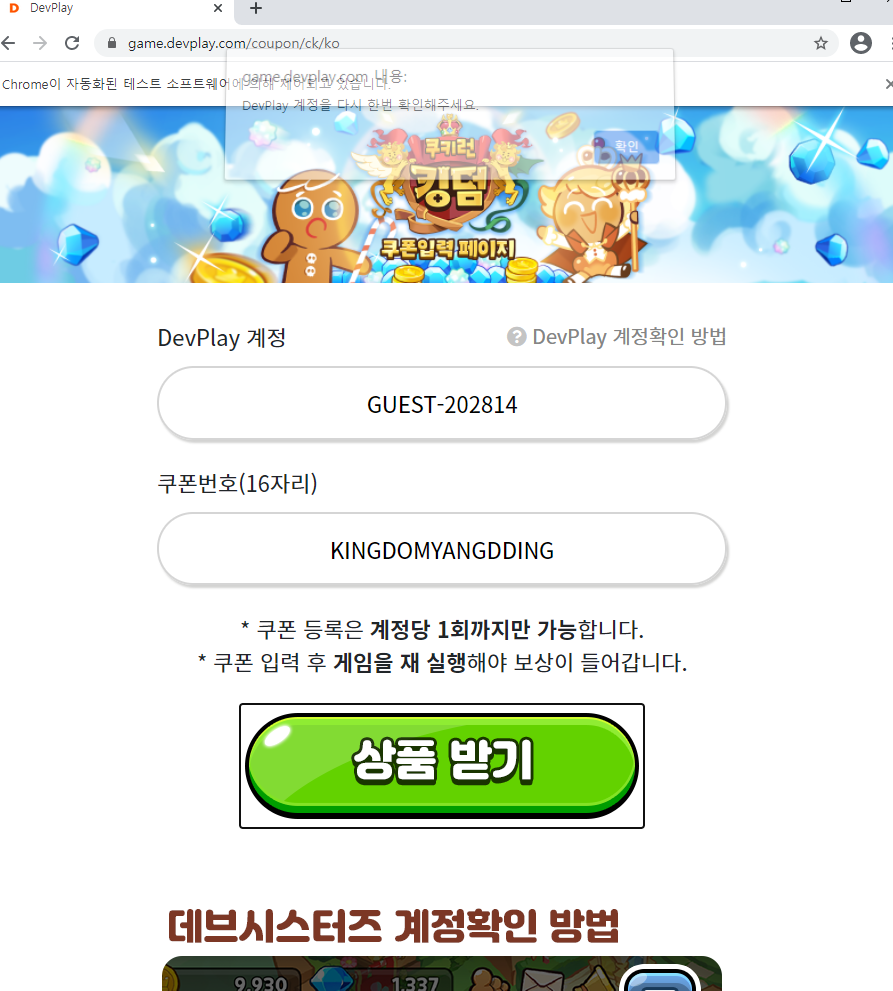 DevPlay
game.devplay.com/coupon/ck/ko
Chrome이 자동화된 테스트 소프트웨어에 의해 제어되고 있습니다.
game.devplay.com 내용:
DevPlay 계정을 다시 한번 확인해주세요.
확인
쿠키런
킹덤
쿠폰입력 페이지
DevPlay 계정
? DevPlay 계정확인 방법
GUEST-202814
쿠폰번호(16자리)
KINGDOMYANGDDING
* 쿠폰 등록은 계정당 1회까지만 가능합니다.
* 쿠폰 입력 후 게임을 재 실행해야 보상이 들어갑니다.
상품 받기
데브시스터즈 계정확인 방법
9,930
1,337